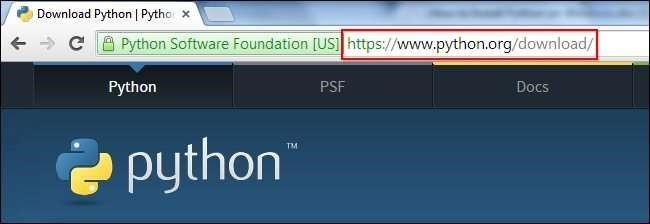 Download Python | Pytho
Python Software Foundation [US] https://www.python.org/download/
Python PSF Docs
python™